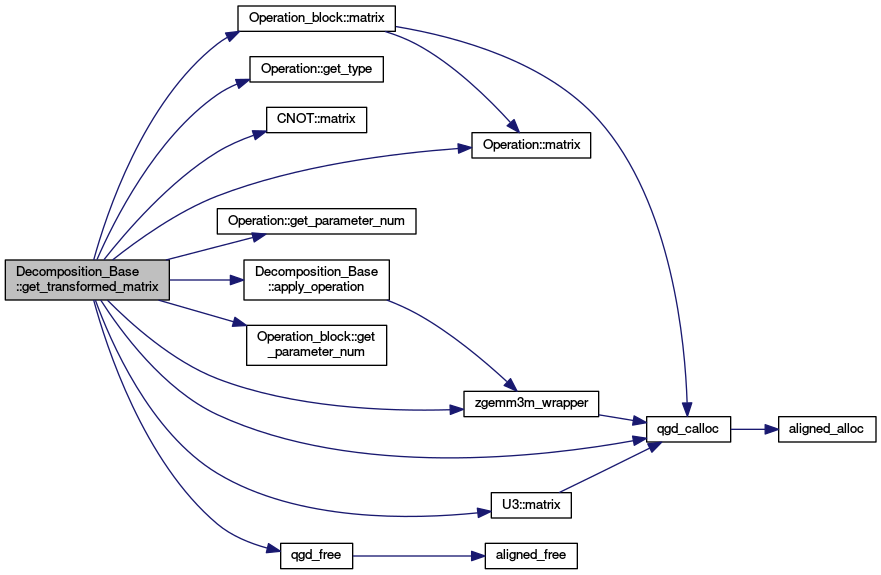 Operation_block::matrix
Operation::get_type
CNOT::matrix
Operation::matrix
Operation::get_parameter_num
Decomposition_Base
::get_transformed_matrix
Decomposition_Base
::apply_operation
Operation_block::get
_parameter_num
zgemm3m_wrapper
qgd_calloc
aligned_alloc
U3::matrix
qgd_free
aligned_free